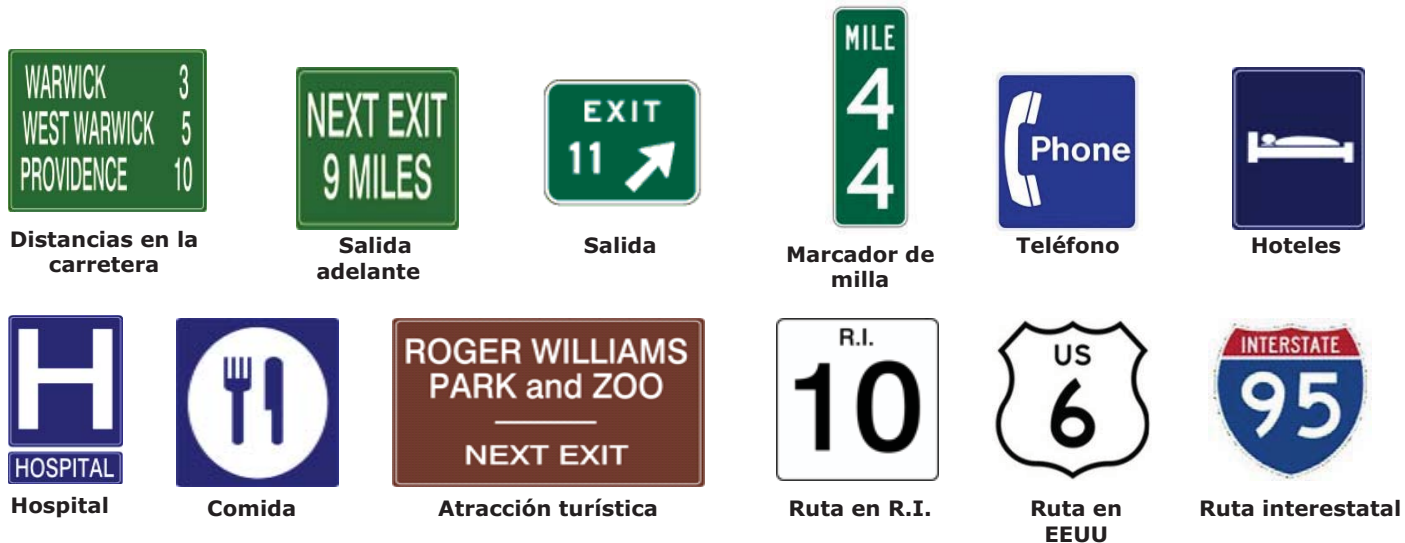 WARWICK 3
WEST WARWICK 5
PROVIDENCE 10
Distancias en la
carretera
NEXT EXIT
9 MILES
Salida
adelante
EXIT
11
Salida
MILE
4
4
Marcador de
milla
Phone
Teléfono
Hoteles
H
HOSPITAL
Hospital
Comida
ROGER WILLIAMS
PARK and ZOO
NEXT EXIT
Atracción turística
R.I.
10
Ruta en R.I.
US
6
Ruta en
EEUU
INTERSTATE
95
Ruta interestatal